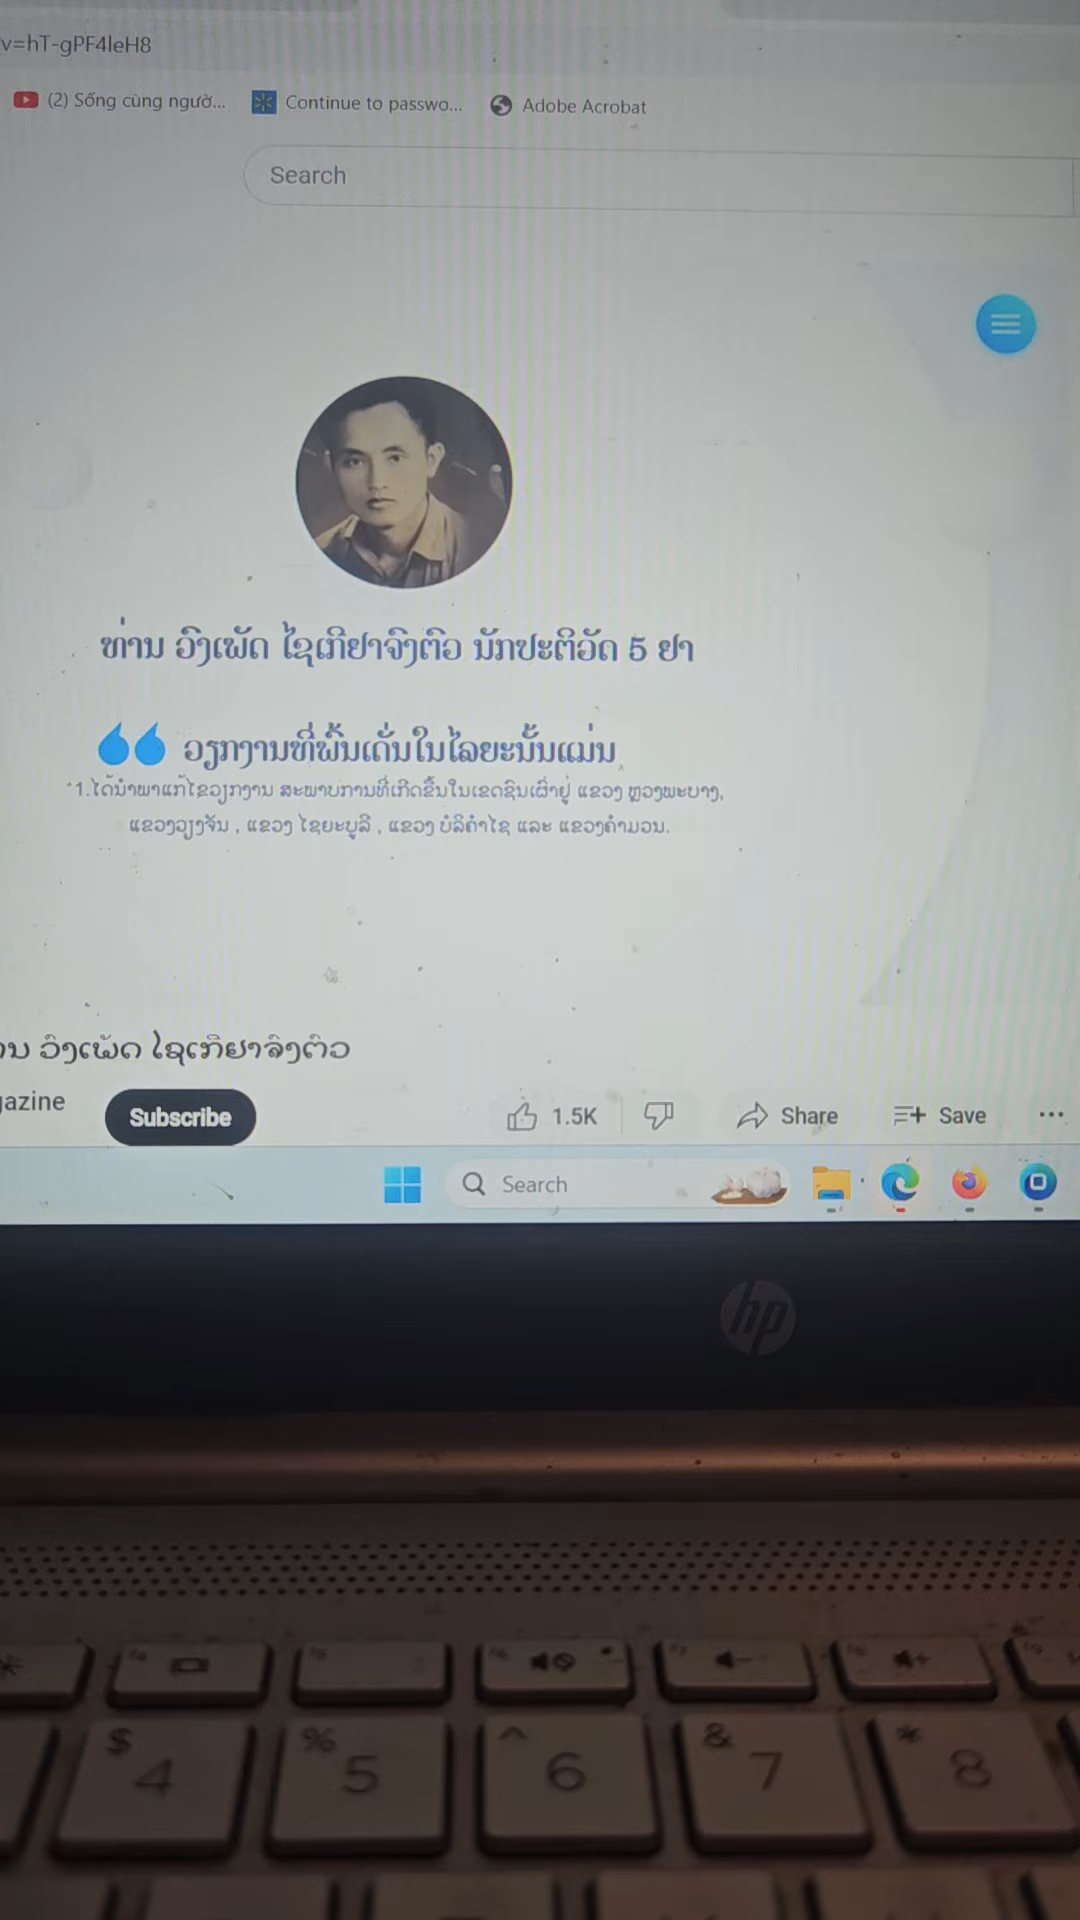 v=hT-gPF4leH8
(2) Sống cùng ngườ... Continue to passwo... Adobe Acrobat
Search
ທ່ານ ວົງເພັດ ໄຊເກີຢາຈົງຕົວ ນັກປະຕິວັດ 5 ຢາ
ວຽກງານທີ່ພົ້ນເດັ່ນໃນໄລຍະນັ້ນແມ່ນ
1.ໄດ້ນຳພາແກ້ໄຂວຽກງານ ສະພາບການທີ່ເກີດຂຶ້ນໃນເຂດຊົນເຜົ່າຢູ່ ແຂວງ ຫຼວງພະບາງ,
ແຂວງວຽງຈັນ , ແຂວງ ໄຊຍະບູລີ , ແຂວງ ບໍລິຄຳໄຊ ແລະ ແຂວງຄຳມວນ.
ານ ວົງເພັດ ໄຊເກີຢາລົງຕົວ
gazine
Subscribe
1.5K
Share
Save
Search
hp
$ 4 % 5 ^ 6 & 7 * 8